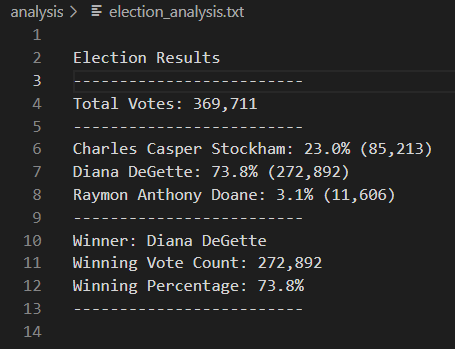 analysis > election_analysis.txt
1
2 Election Results
3 -------------------------
4 Total Votes: 369,711
5 -------------------------
6 Charles Casper Stockham: 23.0% (85,213)
7 Diana DeGette: 73.8% (272,892)
8 Raymon Anthony Doane: 3.1% (11,606)
9 -------------------------
10 Winner: Diana DeGette
11 Winning Vote Count: 272,892
12 Winning Percentage: 73.8%
13 -------------------------
14